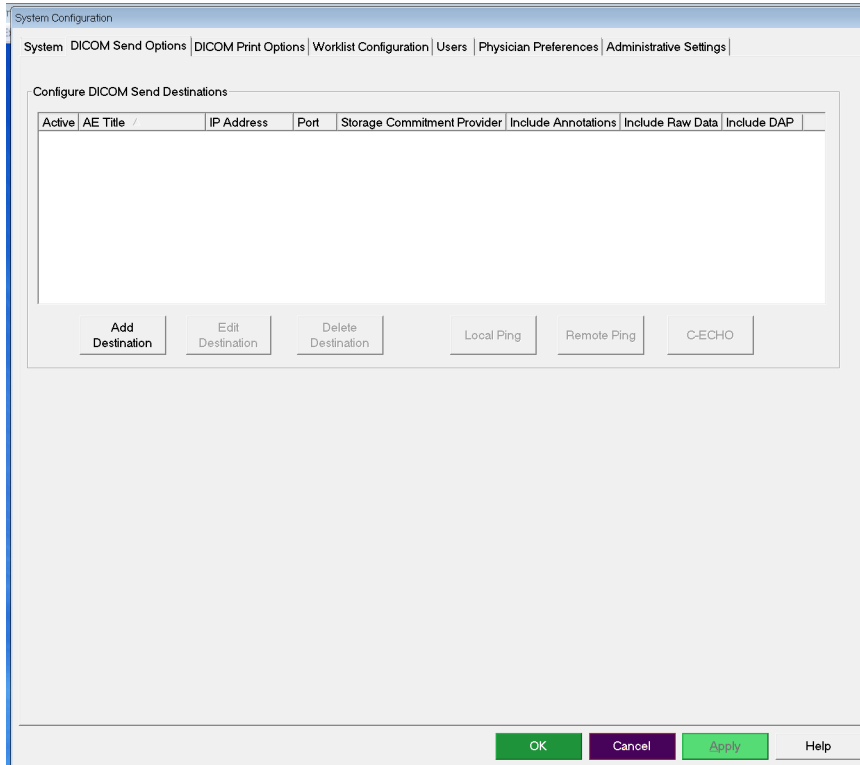 System Configuration
System DICOM Send Options DICOM Print Options Worklist Configuration Users Physician Preferences Administrative Settings
Configure DICOM Send Destinations
Active AE Title IP Address Port Storage Commitment Provider Include Annotations Include Raw Data Include DAP
Add Destination
Edit Destination
Delete Destination
Local Ping Remote Ping C-ECHO
OK Cancel Apply Help